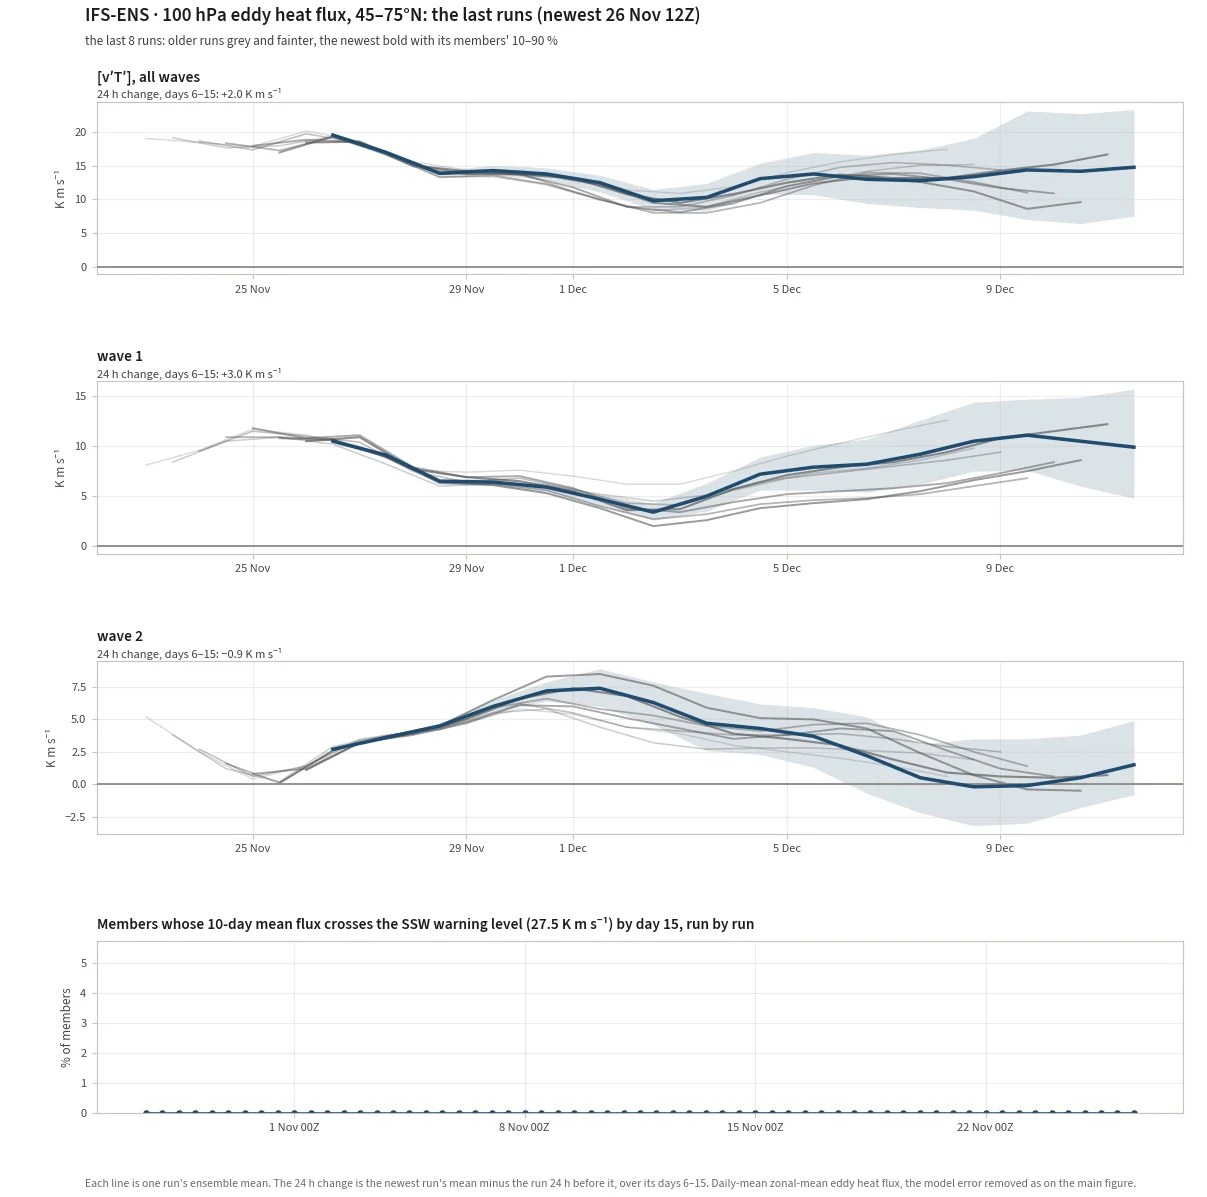 IFS-ENS · 100 hPa eddy heat flux, 45–75°N: the last runs (newest 26 Nov 12Z)
the last 8 runs: older runs grey and fainter, the newest bold with its members' 10–90 %
[v′T′], all waves
24 h change, days 6–15: +2.0 K m s⁻¹
20
15
10
5
0
K m s⁻¹
25 Nov
29 Nov
1 Dec
5 Dec
9 Dec
wave 1
24 h change, days 6–15: +3.0 K m s⁻¹
15
10
5
0
K m s⁻¹
25 Nov
29 Nov
1 Dec
5 Dec
9 Dec
wave 2
24 h change, days 6–15: −0.9 K m s⁻¹
7.5
5.0
2.5
0.0
−2.5
K m s⁻¹
25 Nov
29 Nov
1 Dec
5 Dec
9 Dec
Members whose 10-day mean flux crosses the SSW warning level (27.5 K m s⁻¹) by day 15, run by run
5
4
3
2
1
0
% of members
1 Nov 00Z
8 Nov 00Z
15 Nov 00Z
22 Nov 00Z
Each line is one run's ensemble mean. The 24 h change is the newest run's mean minus the run 24 h before it, over its days 6–15. Daily-mean zonal-mean eddy heat flux, the model error removed as on the main figure.